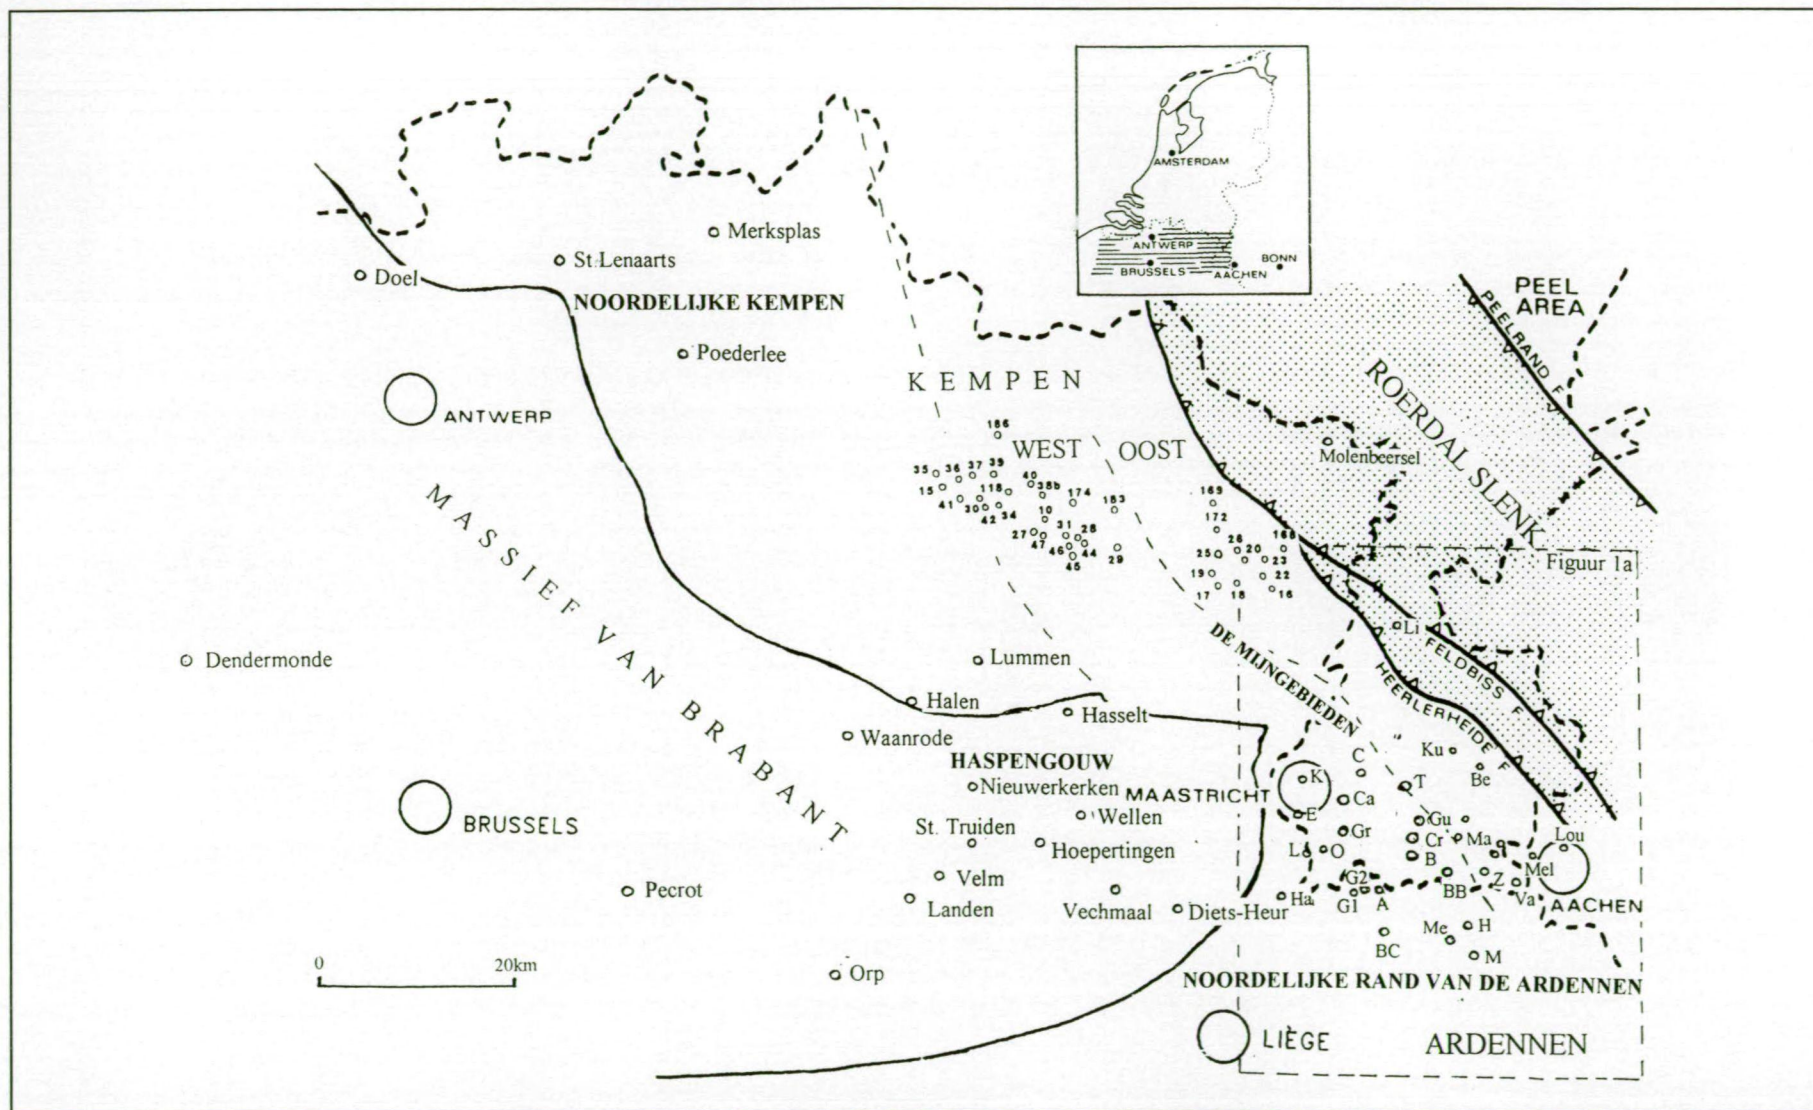 AMSTERDAM
ANTWERP
BRUSSELS
AACHEN
BONN
Merksplas
St.Lenaarts
Doel
NOORDELIJKE KEMPEN
Poederlee
ANTWERP
KEMPEN
WEST
OOST
PEEL
AREA
PEELRAND F.
ROERDAL SLENK
Molenbeersel
Figuur 1a
186
35
36
37
39
40
38b
174
183
15
118
41
30
42
34
10
31
28
27
47
46
44
45
29
169
172
26
20
168
25
23
19
22
17
18
16
MASSIEF VAN BRABANT
Dendermonde
Lummen
Halen
Hasselt
Waanrode
DE MIJNGEBIEDEN
Li
FELDBISS F.
HEERLERHEIDE F
HASPENGOUW
Nieuwerkerken
MAASTRICHT
BRUSSELS
St. Truiden
Wellen
Hoepertingen
Velm
Landen
Vechmaal
Diets-Heur
Pecrot
Orp
C
Ku
K
T
Be
Ca
E
Gu
Gr
Cr
Ma
Lou
O
B
Mel
G2
BB
Z
Ha
G1
A
Va
AACHEN
Me
H
BC
M
NOORDELIJKE RAND VAN DE ARDENNEN
LIÈGE
ARDENNEN
0
20km